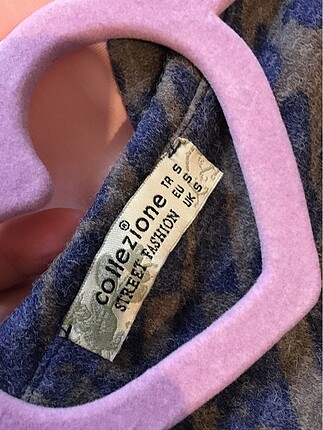 collezione®
STREET FASHION
TR S
EU S
UK S